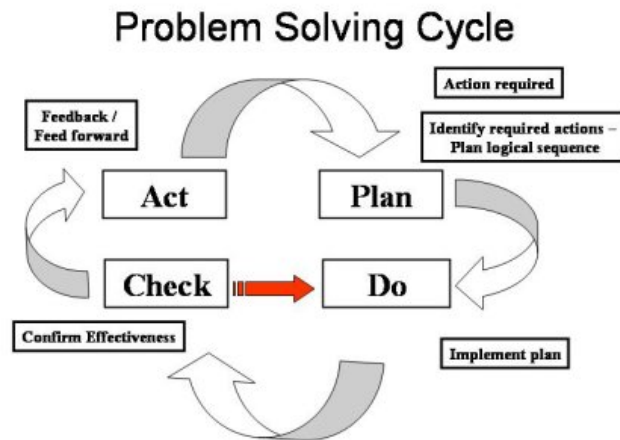 Problem Solving Cycle
Action required
Feedback /
Feed forward
Identify required actions –
Plan logical sequence
Act
Plan
Check
Do
Confirm Effectiveness
Implement plan